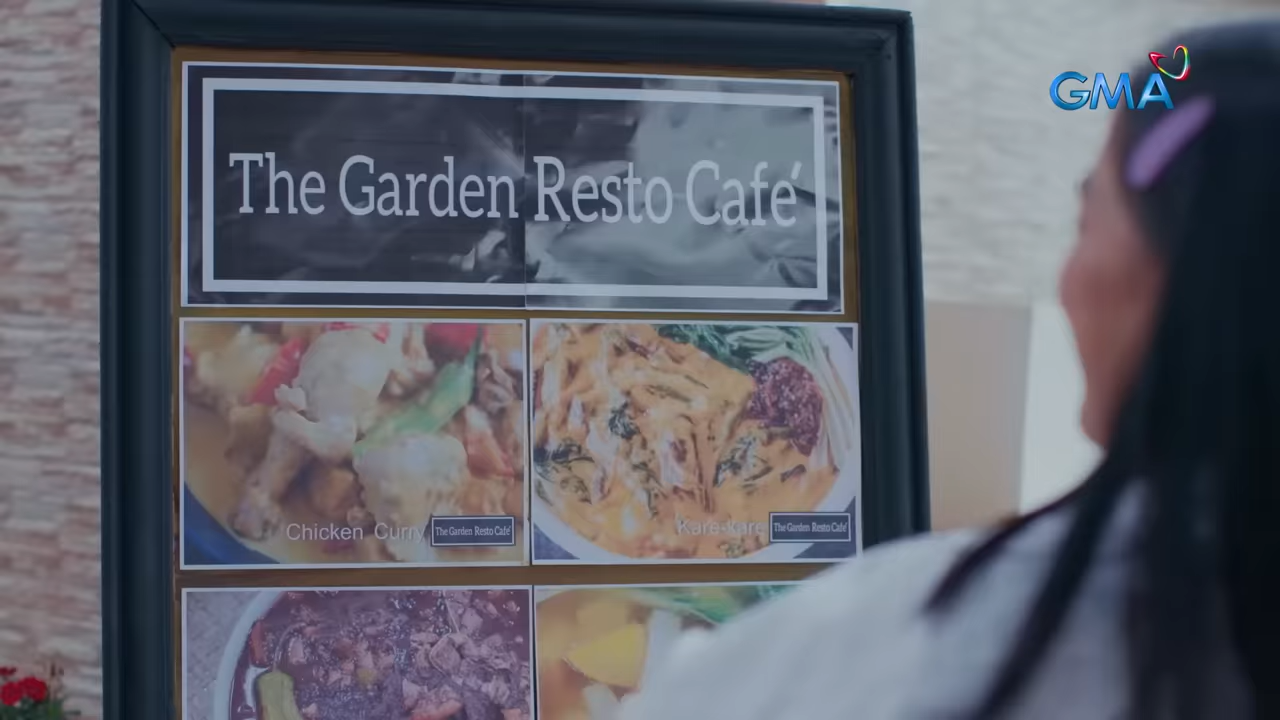 GMA
The Garden Resto Café
Chicken Curry
The Garden Resto Café
Kare-kare
The Garden Resto Café